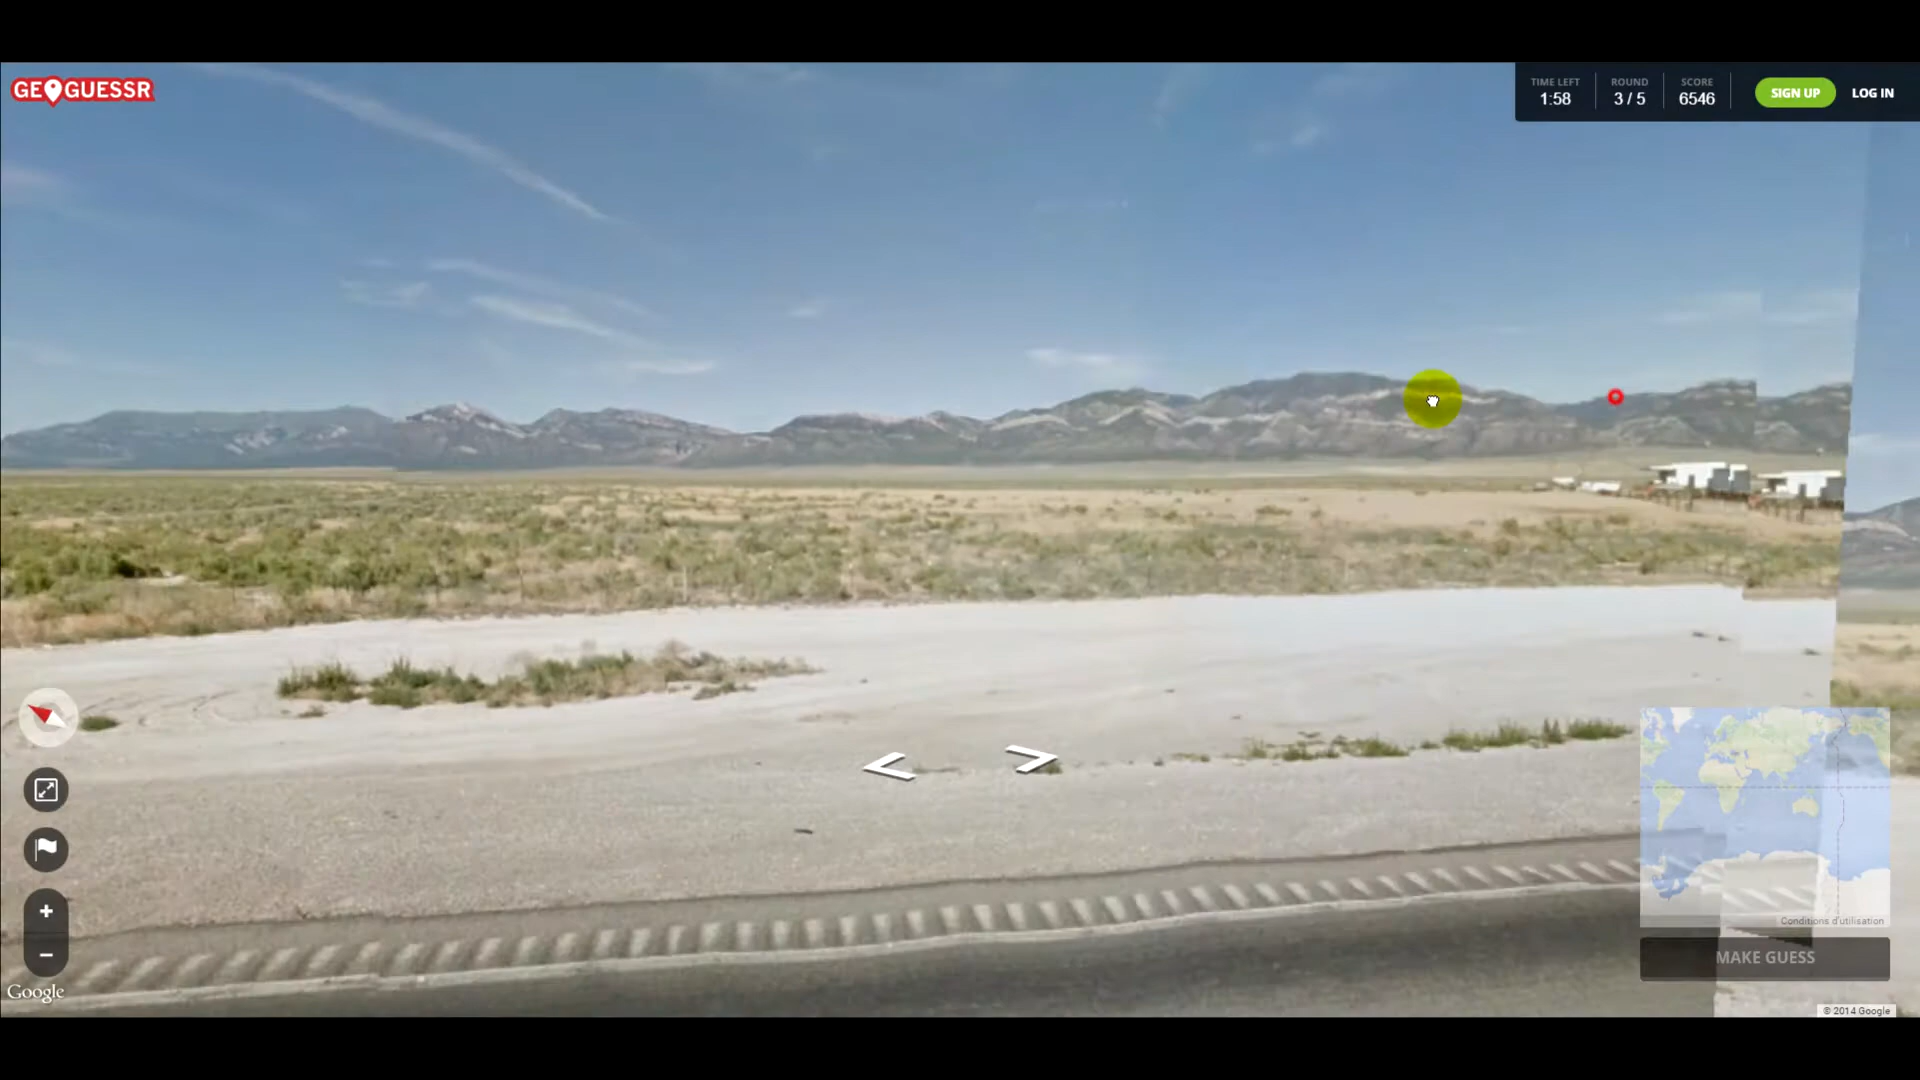 GEOGUESSR
TIME LEFT
1:58
ROUND
3 / 5
SCORE
6546
SIGN UP
LOG IN
Conditions d'utilisation
MAKE GUESS
Google
© 2014 Google